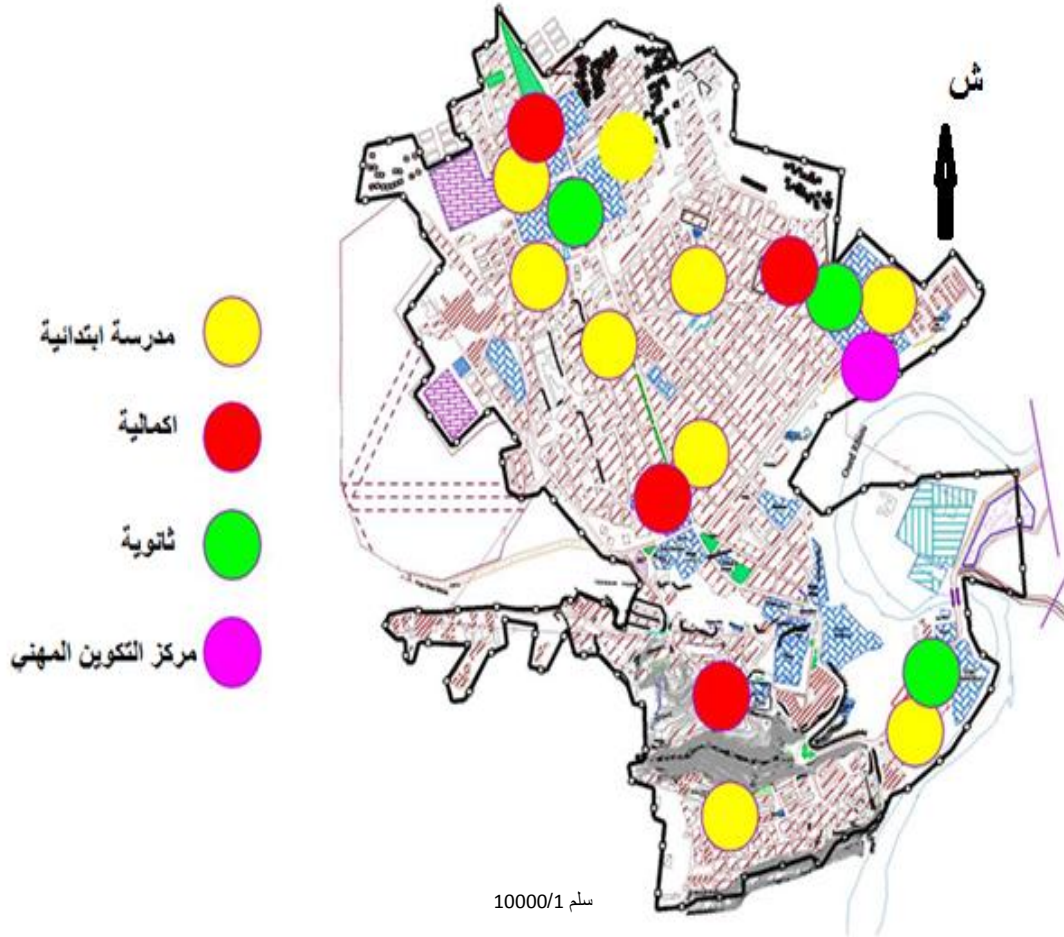 ش
مدرسة ابتدائية
اكمالية
ثانوية
مركز التكوين المهني
سلم 10000/1